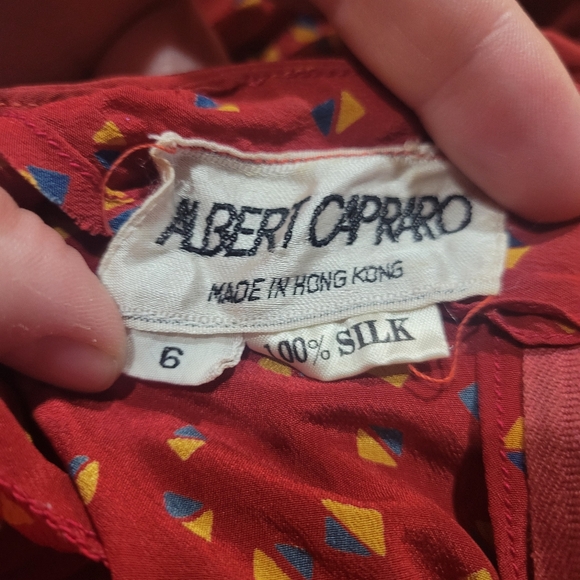 ALBERT CAPRARO
MADE IN HONG KONG
6
100% SILK